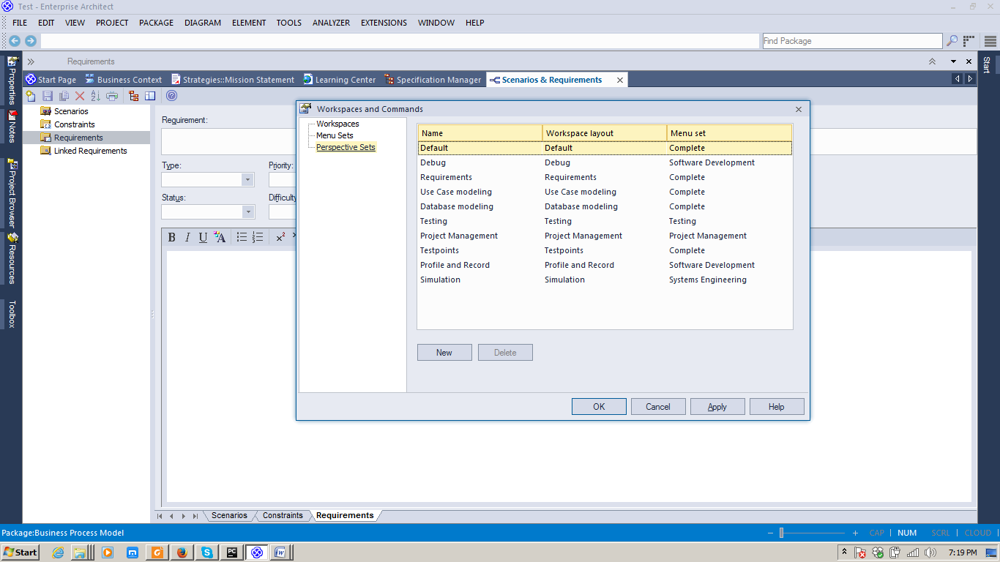 Test - Enterprise Architect
FILE EDIT VIEW PROJECT PACKAGE DIAGRAM ELEMENT TOOLS ANALYZER EXTENSIONS WINDOW HELP
Find Package
Requirements
Start Page Business Context Strategies::Mission Statement Learning Center Specification Manager Scenarios & Requirements
Properties
Notes
Project Browser
Resources
Toolbox
Start
Scenarios
Constraints
Requirements
Linked Requirements
Requirement:
Type: Priority:
Status: Difficulty
B I U A x²
Workspaces and Commands
Workspaces
Menu Sets
Perspective Sets
Name Workspace layout Menu set
Default Default Complete
Debug Debug Software Development
Requirements Requirements Complete
Use Case modeling Use Case modeling Complete
Database modeling Database modeling Complete
Testing Testing Testing
Project Management Project Management Project Management
Testpoints Testpoints Complete
Profile and Record Profile and Record Software Development
Simulation Simulation Systems Engineering
New Delete
OK Cancel Apply Help
Scenarios Constraints Requirements
Package:Business Process Model
CAP NUM SCRL CLOUD
Start
7:19 PM